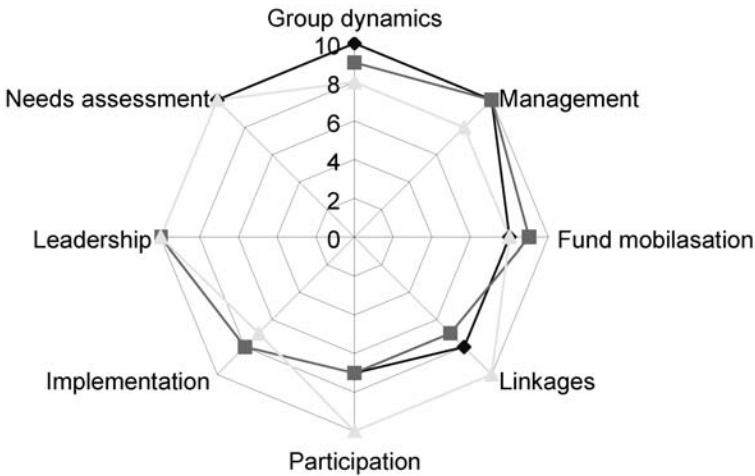 Group dynamics
10
Needs assessment
8
Management
6
4
2
Leadership
0
Fund mobilasation
Implementation
Linkages
Participation